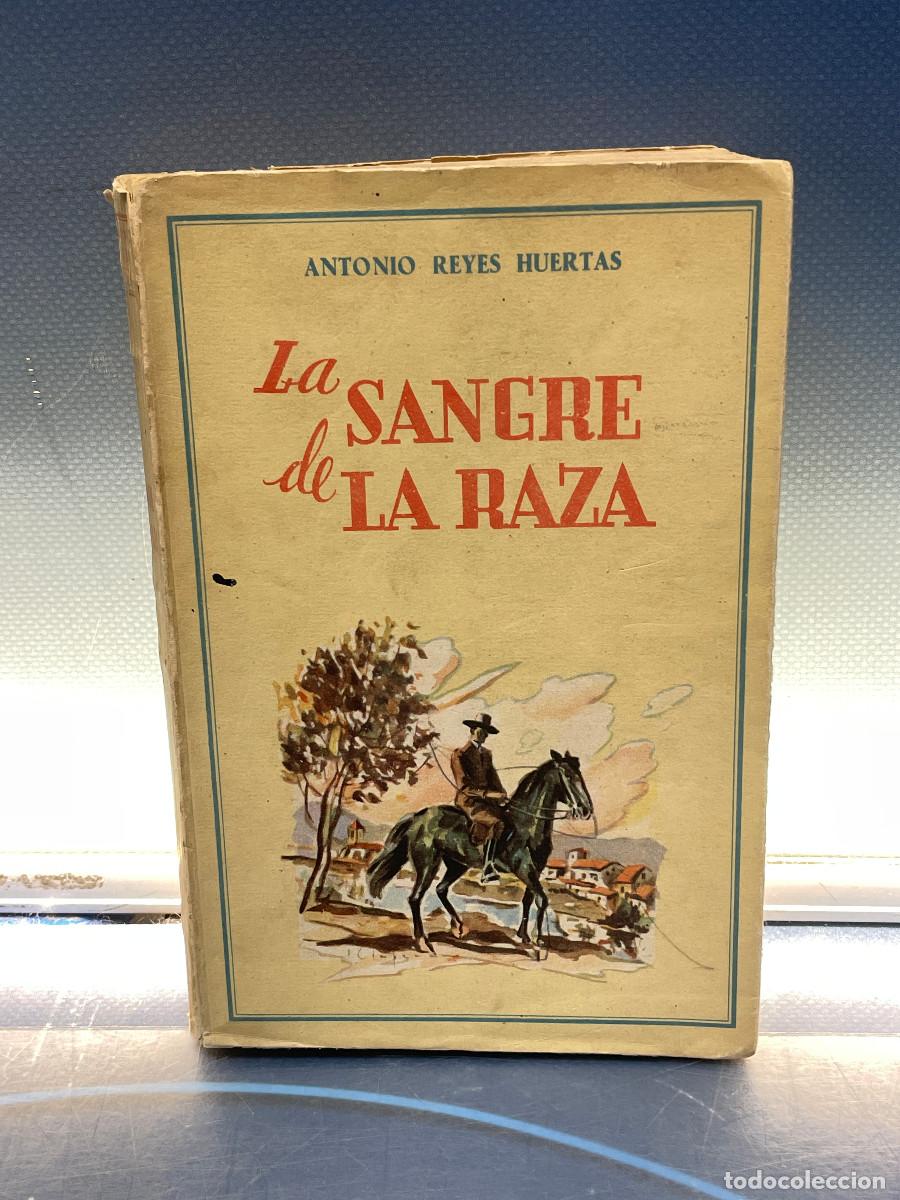 ANTONIO REYES HUERTAS
La SANGRE
de LA RAZA
todocoleccion